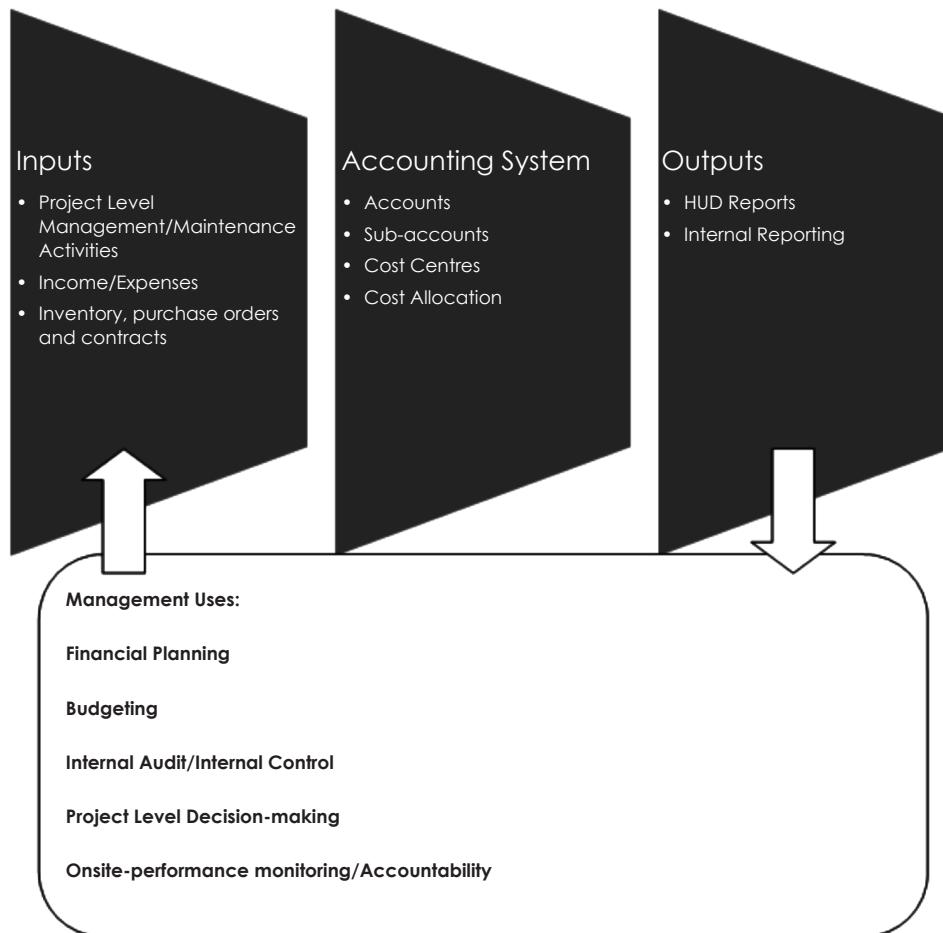 Inputs
• Project Level
Management/Maintenance
Activities
• Income/Expenses
• Inventory, purchase orders
and contracts
Accounting System
• Accounts
• Sub-accounts
• Cost Centres
• Cost Allocation
Outputs
• HUD Reports
• Internal Reporting
Management Uses:
Financial Planning
Budgeting
Internal Audit/Internal Control
Project Level Decision-making
Onsite-performance monitoring/Accountability